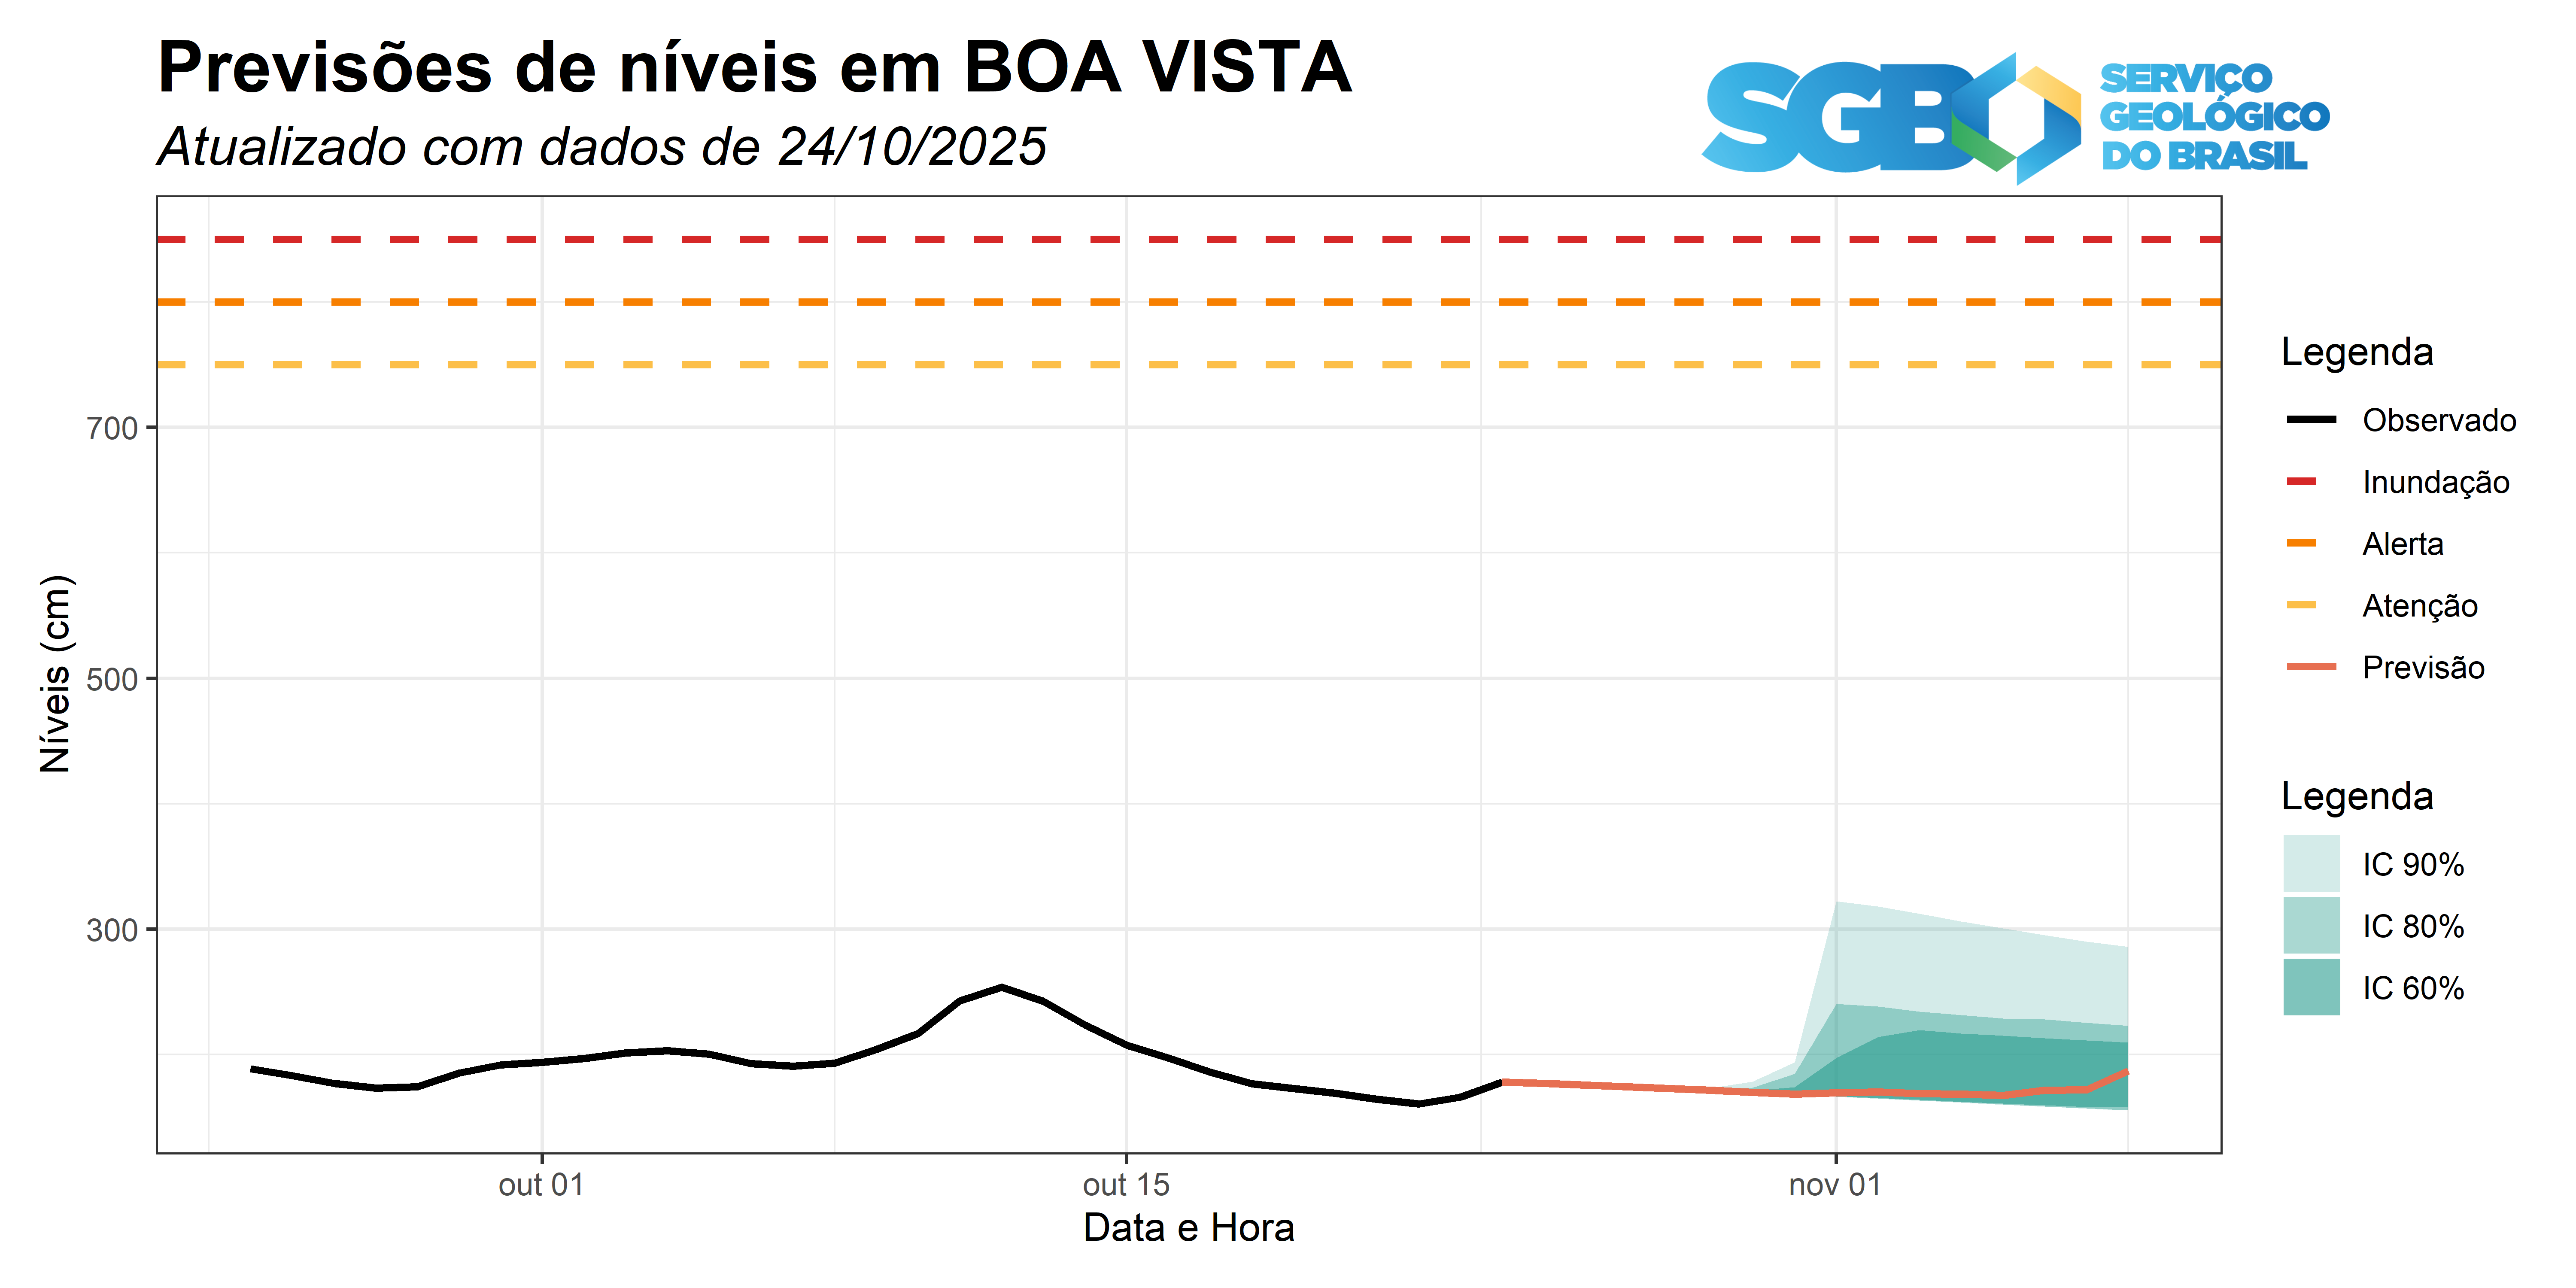 Previsões de níveis em BOA VISTA
Atualizado com dados de 24/10/2025
SGB
SERVIÇO
GEOLÓGICO
DO BRASIL
Níveis (cm)
700
500
300
out 01
out 15
nov 01
Data e Hora
Legenda
Observado
Inundação
Alerta
Atenção
Previsão
Legenda
IC 90%
IC 80%
IC 60%